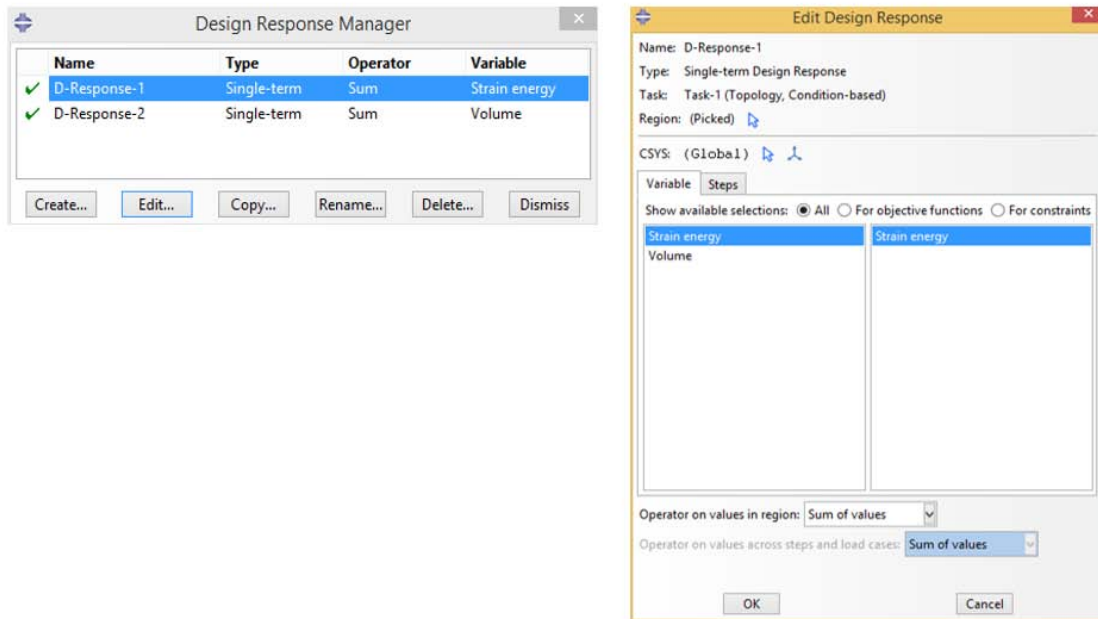 Design Response Manager
Name Type Operator Variable
D-Response-1 Single-term Sum Strain energy
D-Response-2 Single-term Sum Volume
Create... Edit... Copy... Rename... Delete... Dismiss
Edit Design Response
Name: D-Response-1
Type: Single-term Design Response
Task: Task-1 (Topology, Condition-based)
Region: (Picked)
CSYS: (Global)
Variable Steps
Show available selections: All For objective functions For constraints
Strain energy Strain energy
Volume
Operator on values in region: Sum of values
Operator on values across steps and load cases: Sum of values
OK Cancel